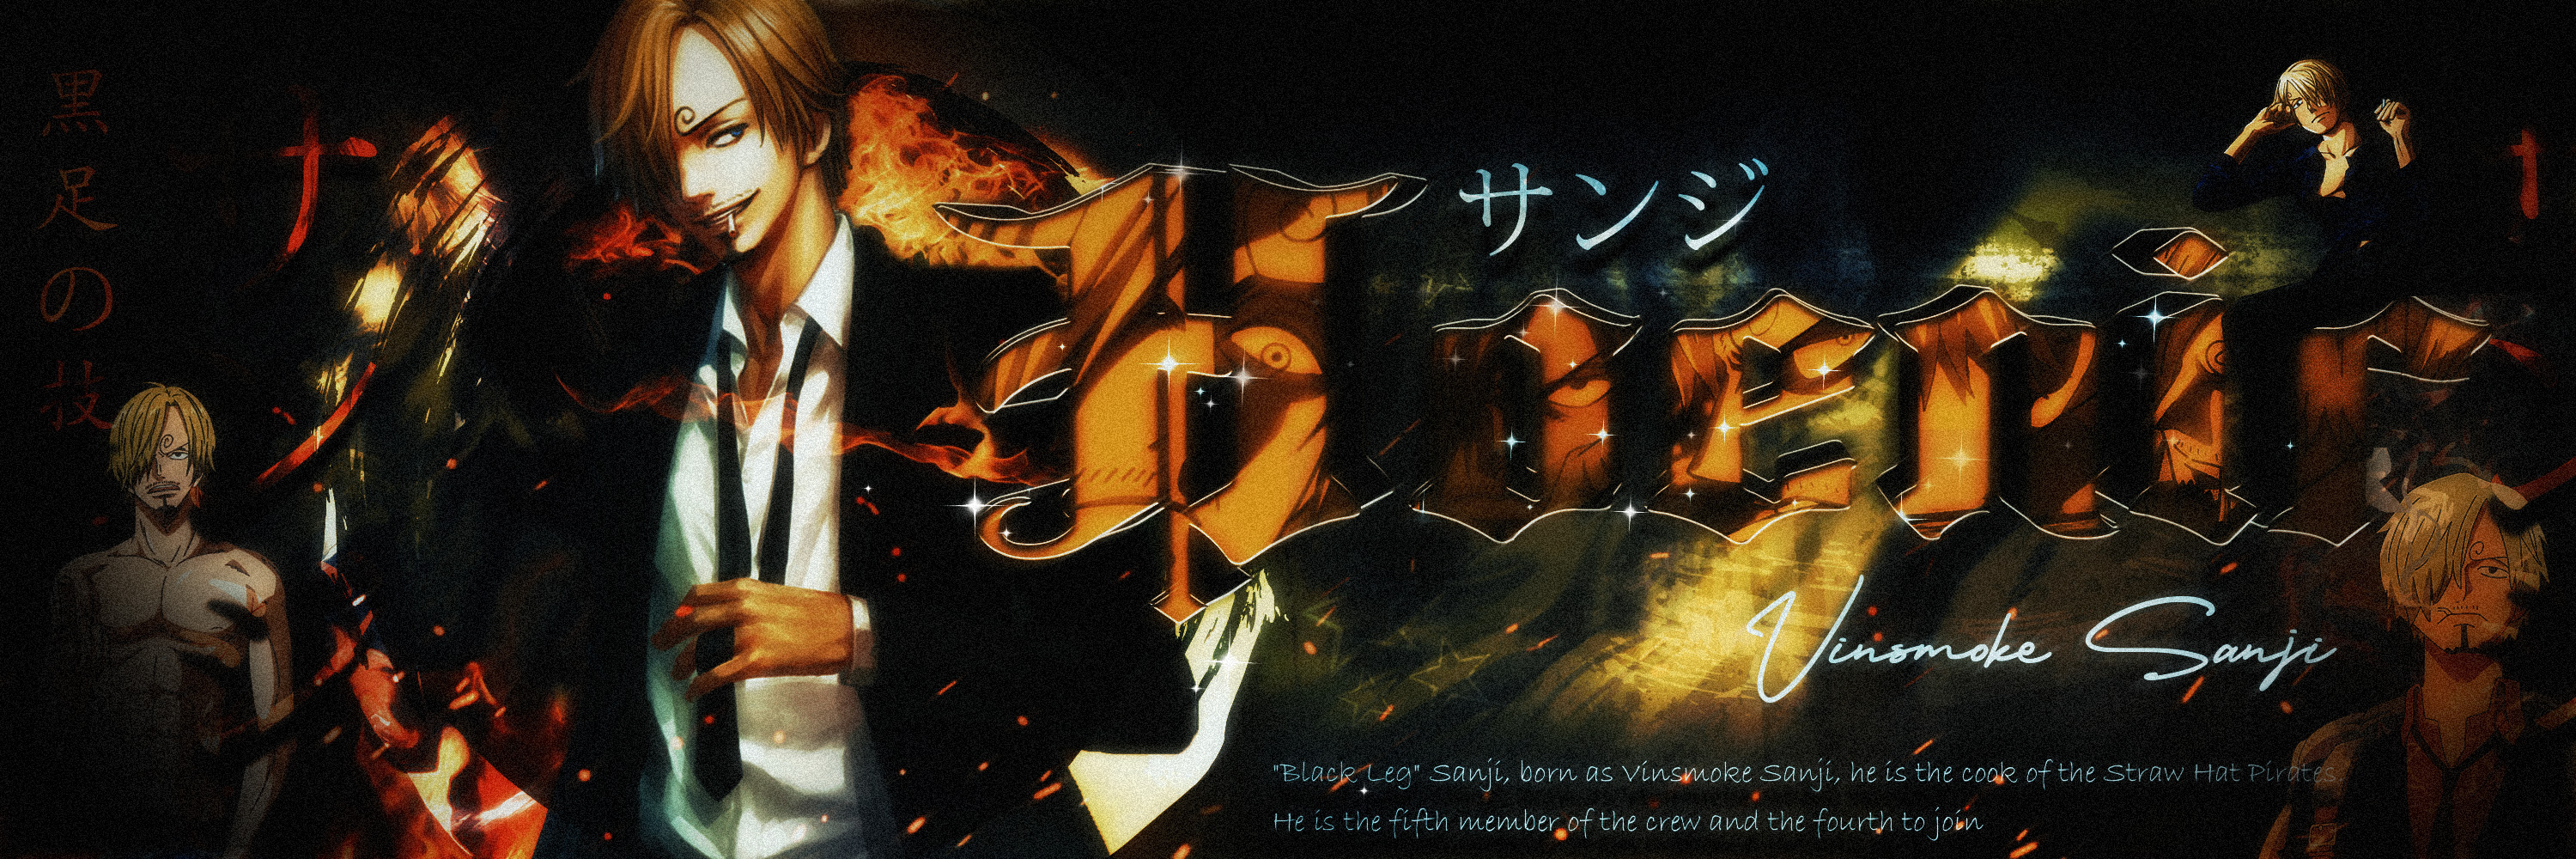 黒足の技
サンジ
Hoeric
Vinsmoke Sanji
"Black Leg" Sanji, born as Vinsmoke Sanji, he is the cook of the Straw Hat Pirates.
He is the fifth member of the crew and the fourth to join